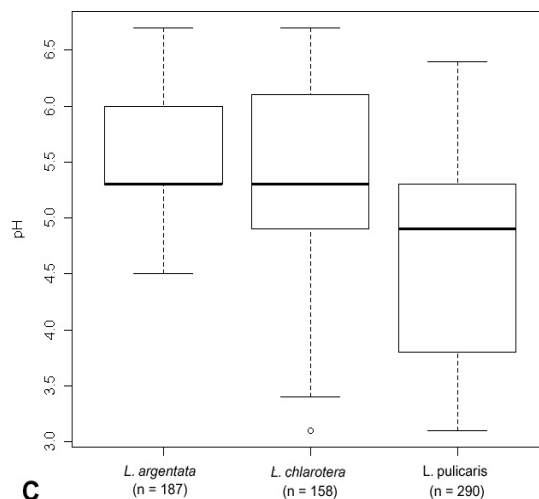 6.5
6.0
5.5
5.0
4.5
4.0
3.5
3.0
pH
L. argentata
(n = 187)
L. chlarotera
(n = 158)
L. pulicaris
(n = 290)
C